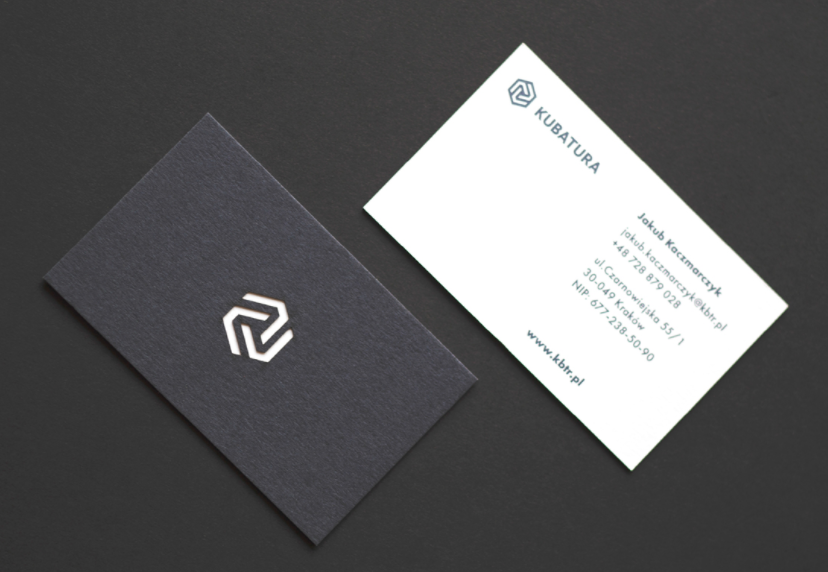 KUBATURA
Jakub Kaczmarczyk
jakub.kaczmarczyk@kbtr.pl
+48 728 879 028
ul.Czarnowiejska 55/1
30-049 Kraków
NIP: 677-238-50-90
www.kbtr.pl